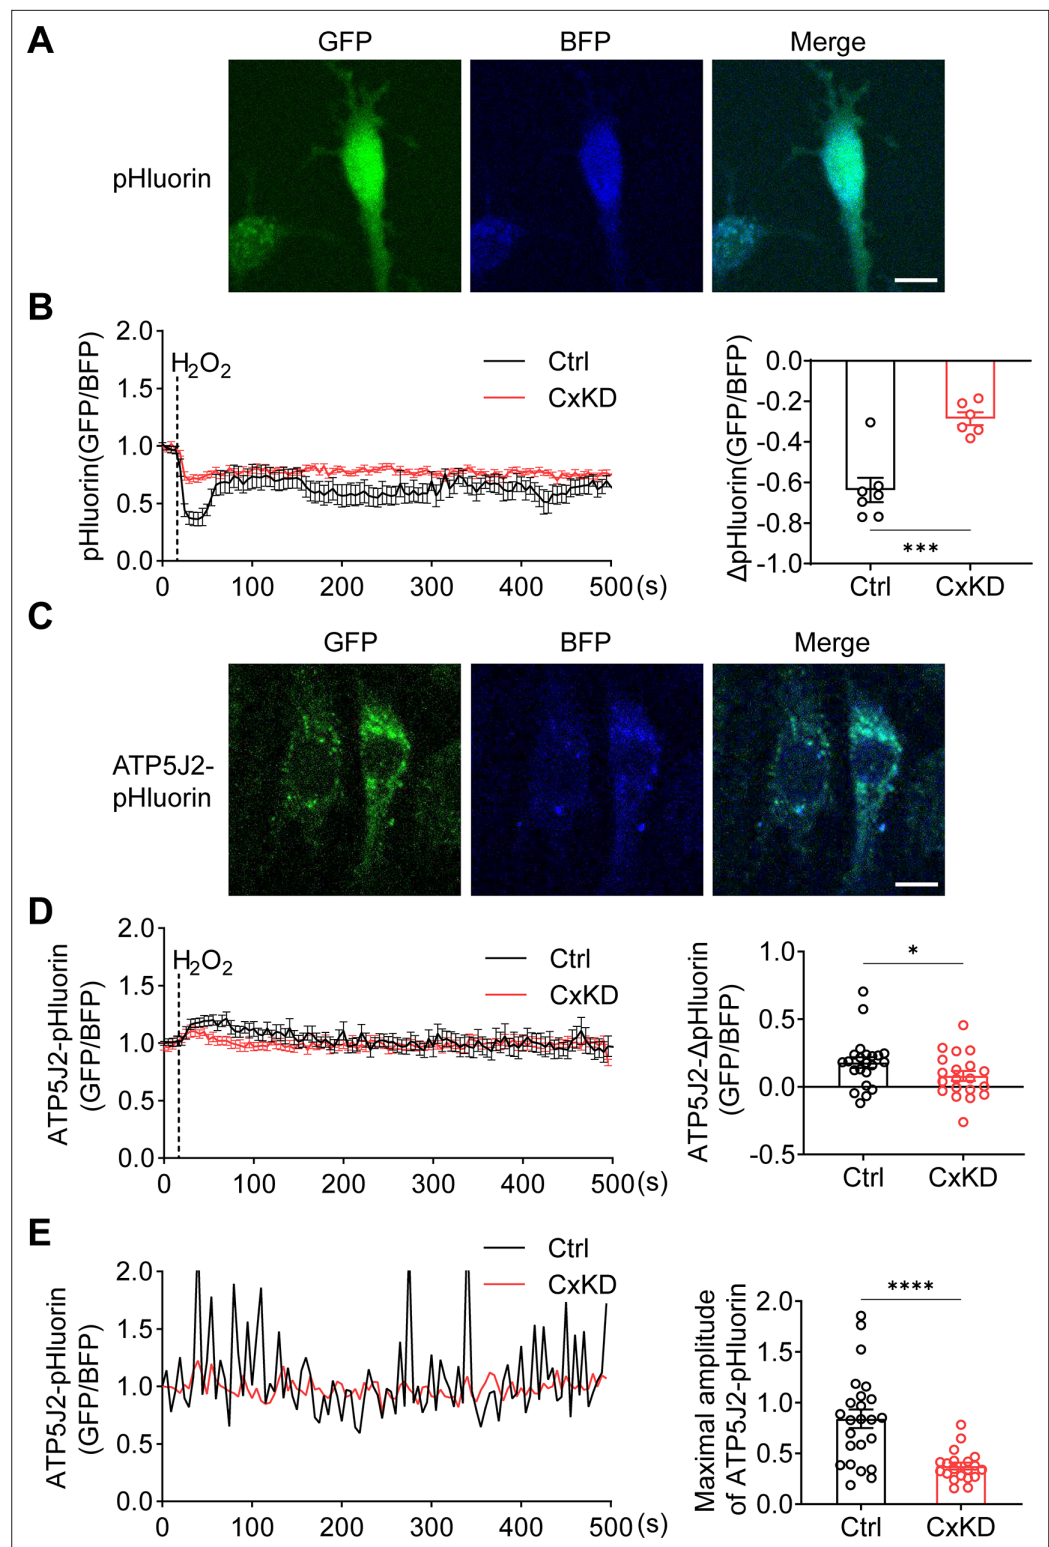 A
GFP
BFP
Merge
pHluorin
B
pHluorin(GFP/BFP)
2.0
1.5
1.0
0.5
0.0
H2O2
Ctrl
CxKD
0
100
200
300
400
500
(s)
ΔpHluorin(GFP/BFP)
0.0
-0.2
-0.4
-0.6
-0.8
-1.0
***
Ctrl
CxKD
C
GFP
BFP
Merge
ATP5J2-
pHluorin
D
ATP5J2-pHluorin
(GFP/BFP)
2.0
1.5
1.0
0.5
0.0
H2O2
Ctrl
CxKD
0
100
200
300
400
500
(s)
ATP5J2-ΔpHluorin
(GFP/BFP)
1.0
0.5
0.0
-0.5
*
Ctrl
CxKD
E
ATP5J2-pHluorin
(GFP/BFP)
2.0
1.5
1.0
0.5
0.0
Ctrl
CxKD
0
100
200
300
400
500
(s)
Maximal amplitude
of ATP5J2-pHluorin
2.0
1.5
1.0
0.5
0.0
****
Ctrl
CxKD